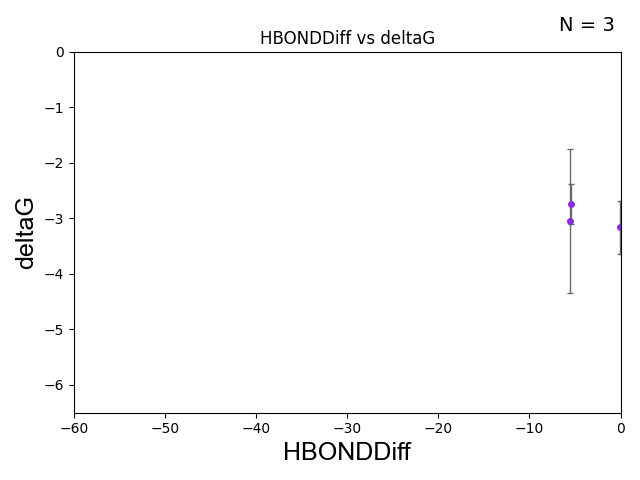 N = 3
HBONDDiff vs deltaG
deltaG
0
−1
−2
−3
−4
−5
−6
−60 −50 −40 −30 −20 −10 0
HBONDDiff